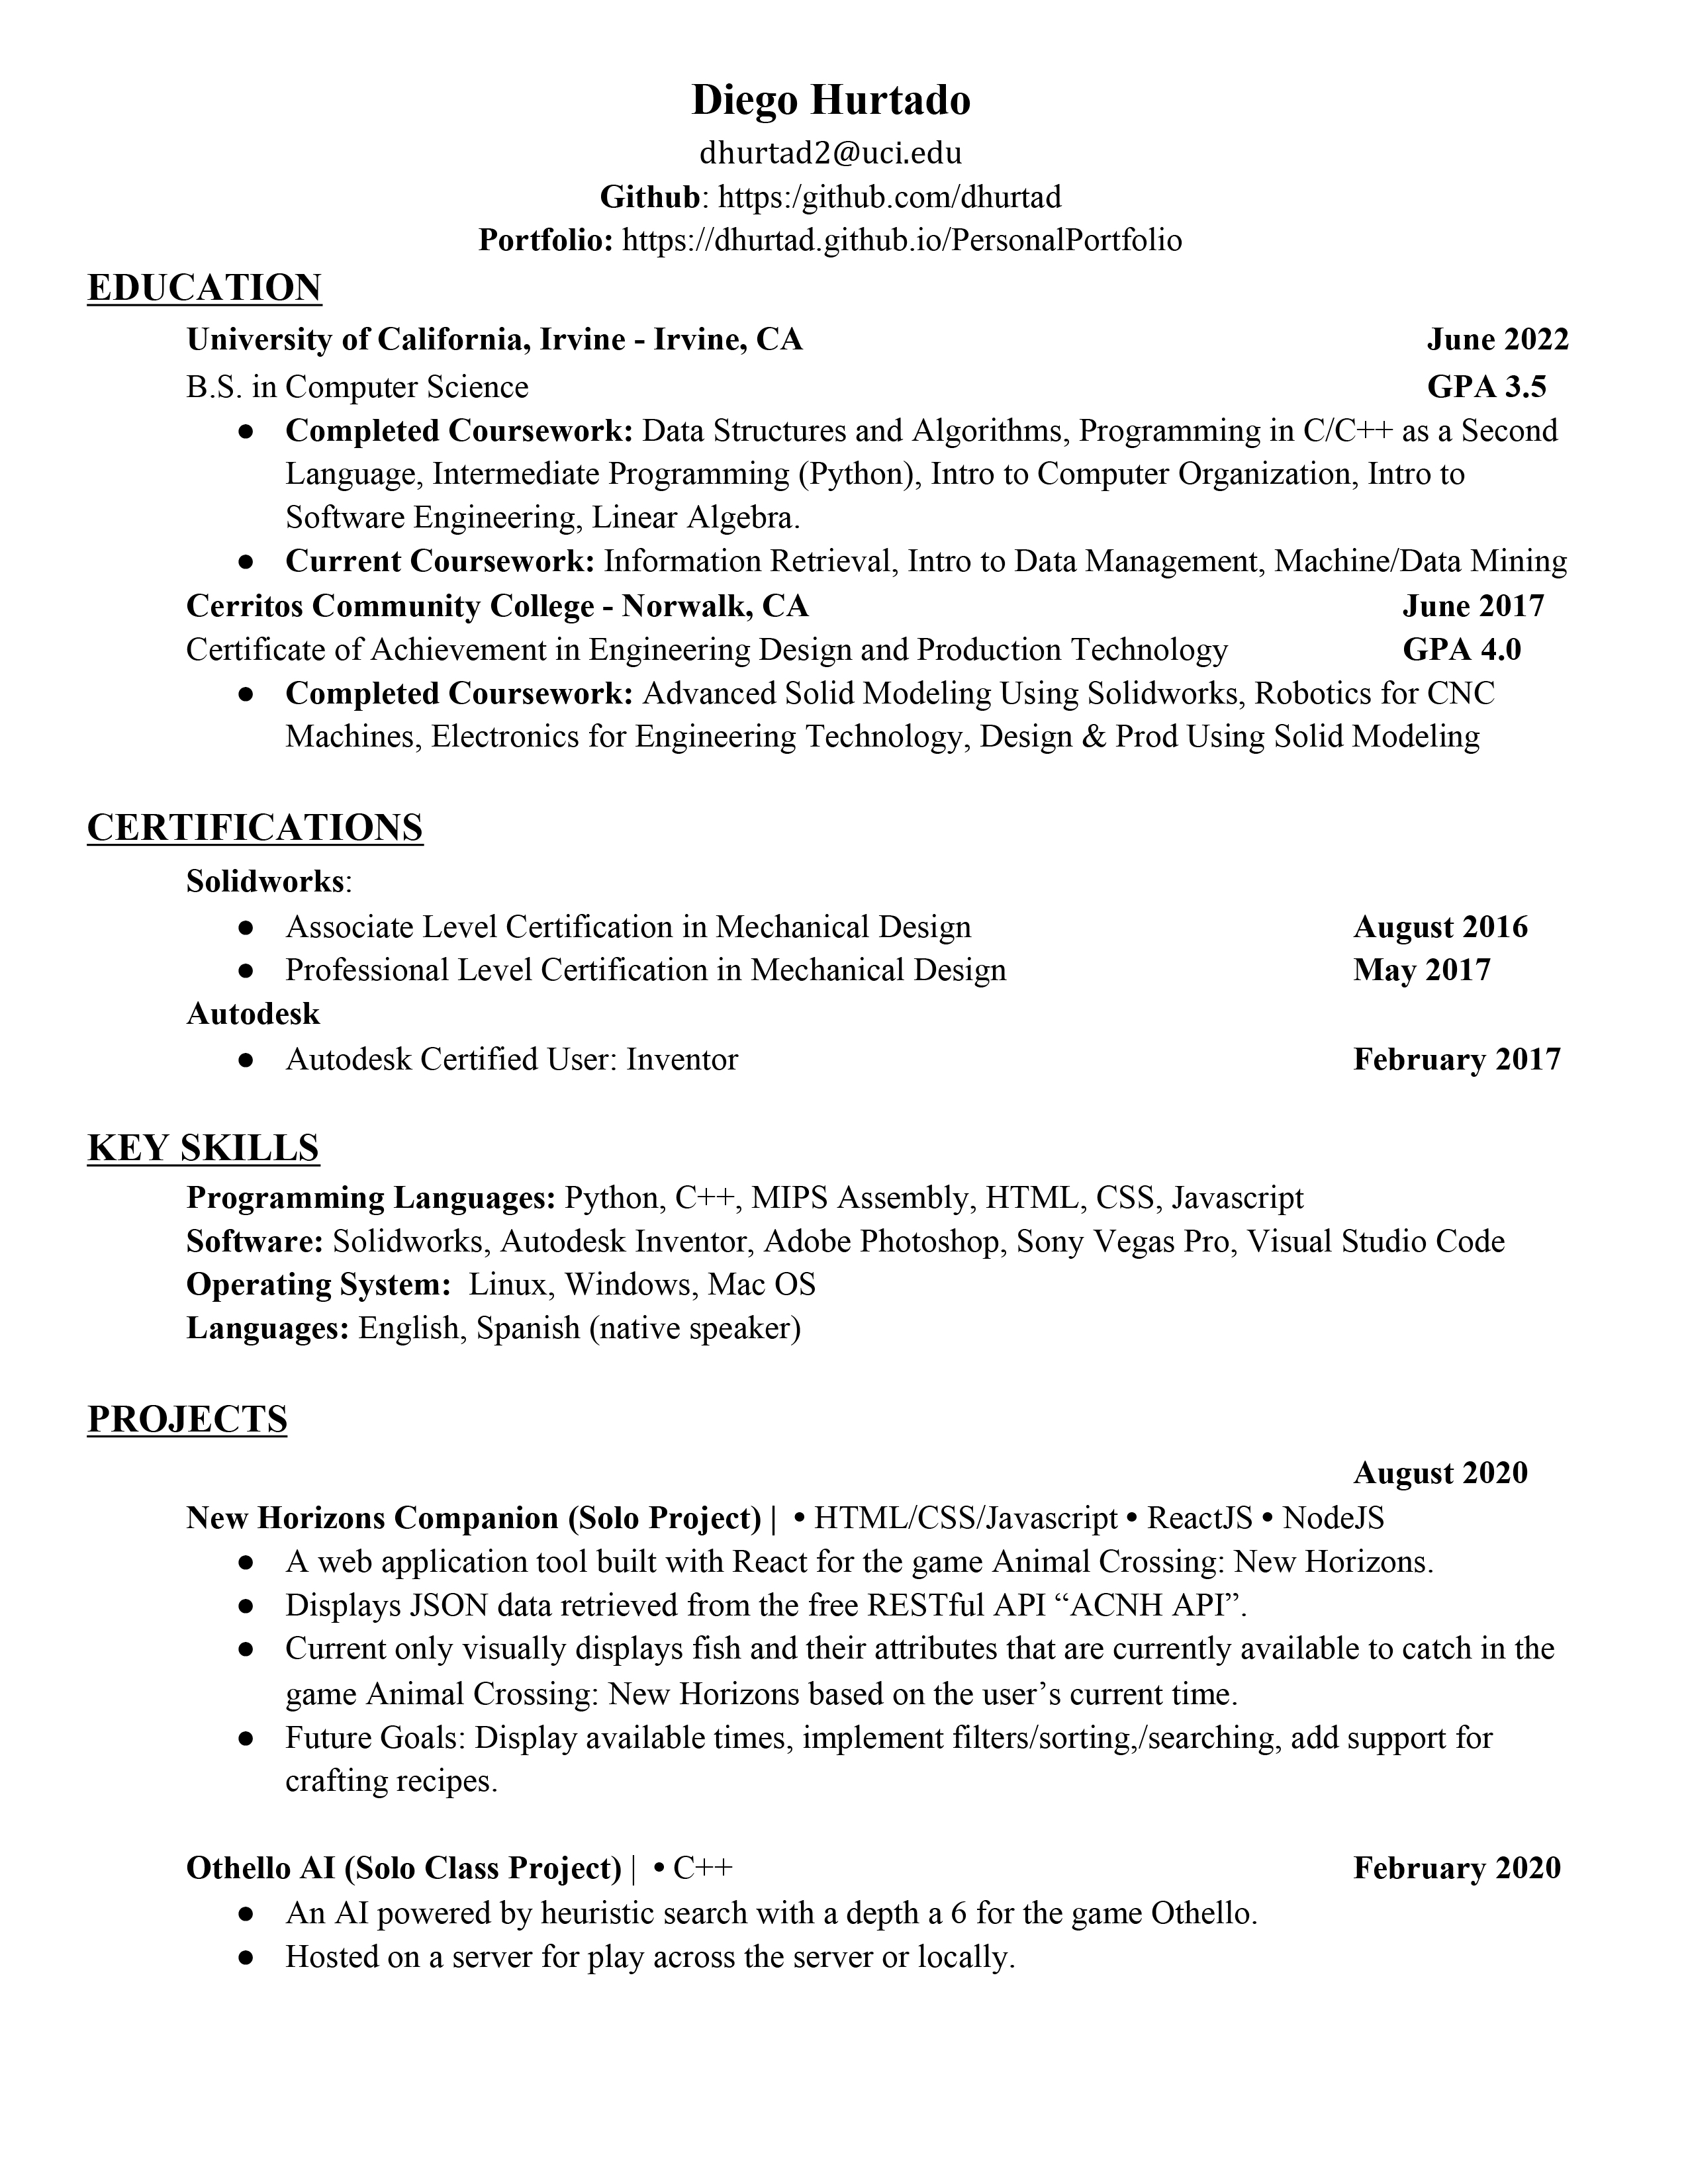 Diego Hurtado
dhurtad2@uci.edu
Github: https:/github.com/dhurtad
Portfolio: https://dhurtad.github.io/PersonalPortfolio
EDUCATION
University of California, Irvine - Irvine, CA June 2022
B.S. in Computer Science GPA 3.5
● Completed Coursework: Data Structures and Algorithms, Programming in C/C++ as a Second
Language, Intermediate Programming (Python), Intro to Computer Organization, Intro to
Software Engineering, Linear Algebra.
● Current Coursework: Information Retrieval, Intro to Data Management, Machine/Data Mining
Cerritos Community College - Norwalk, CA June 2017
Certificate of Achievement in Engineering Design and Production Technology GPA 4.0
● Completed Coursework: Advanced Solid Modeling Using Solidworks, Robotics for CNC
Machines, Electronics for Engineering Technology, Design & Prod Using Solid Modeling
CERTIFICATIONS
Solidworks:
● Associate Level Certification in Mechanical Design August 2016
● Professional Level Certification in Mechanical Design May 2017
Autodesk
● Autodesk Certified User: Inventor February 2017
KEY SKILLS
Programming Languages: Python, C++, MIPS Assembly, HTML, CSS, Javascript
Software: Solidworks, Autodesk Inventor, Adobe Photoshop, Sony Vegas Pro, Visual Studio Code
Operating System: Linux, Windows, Mac OS
Languages: English, Spanish (native speaker)
PROJECTS
August 2020
New Horizons Companion (Solo Project) | • HTML/CSS/Javascript • ReactJS • NodeJS
● A web application tool built with React for the game Animal Crossing: New Horizons.
● Displays JSON data retrieved from the free RESTful API “ACNH API”.
● Current only visually displays fish and their attributes that are currently available to catch in the
game Animal Crossing: New Horizons based on the user’s current time.
● Future Goals: Display available times, implement filters/sorting,/searching, add support for
crafting recipes.
Othello AI (Solo Class Project) | • C++ February 2020
● An AI powered by heuristic search with a depth a 6 for the game Othello.
● Hosted on a server for play across the server or locally.